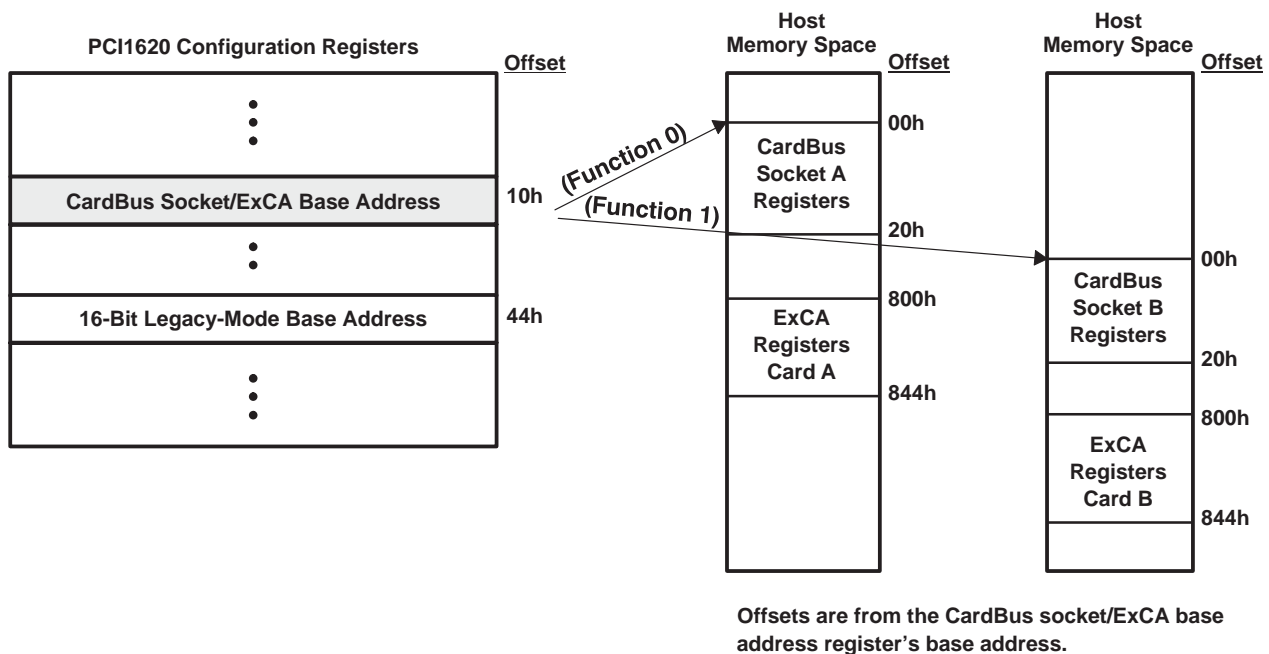 PCI1620 Configuration Registers
Offset
CardBus Socket/ExCA Base Address
10h
16-Bit Legacy-Mode Base Address
44h
(Function 0)
(Function 1)
Host
Memory Space
Offset
00h
CardBus
Socket A
Registers
20h
800h
ExCA
Registers
Card A
844h
Host
Memory Space
Offset
00h
CardBus
Socket B
Registers
20h
800h
ExCA
Registers
Card B
844h
Offsets are from the CardBus socket/ExCA base
address register's base address.